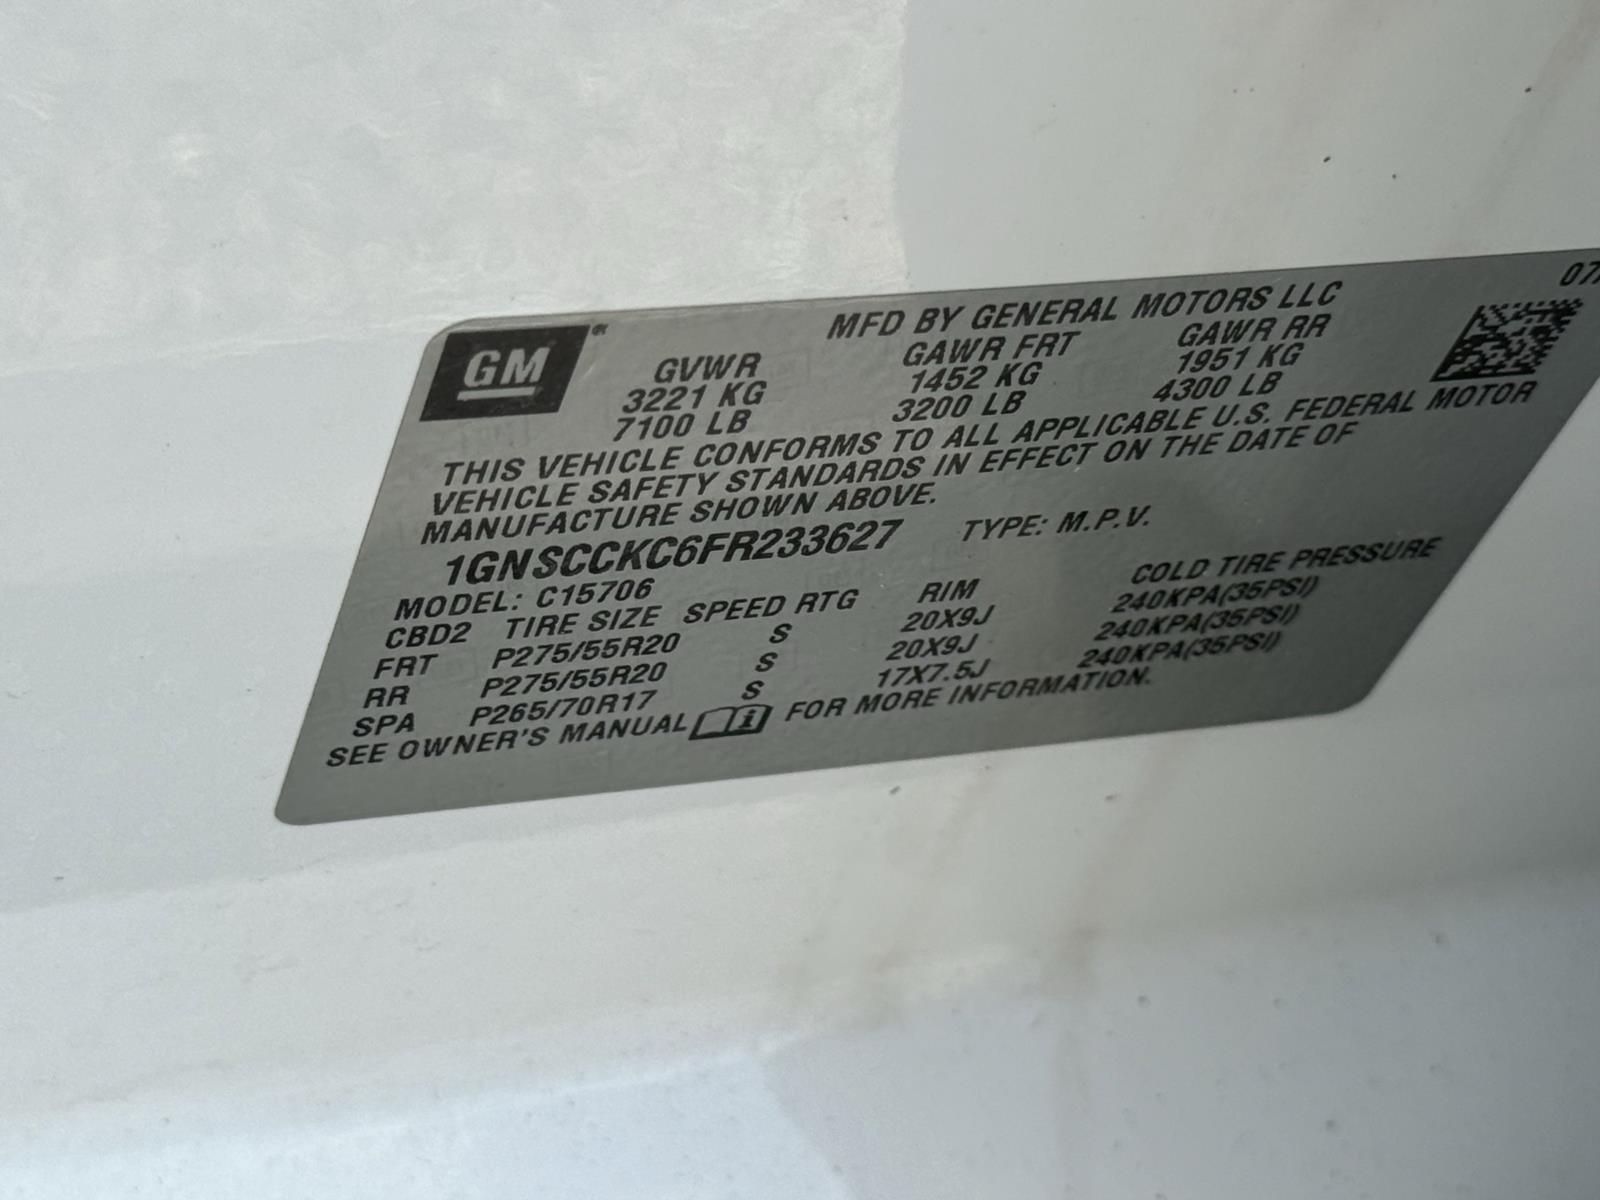 07/
MFD BY GENERAL MOTORS LLC
GM
GVWR GAWR FRT GAWR RR
3221 KG 1452 KG 1951 KG
7100 LB 3200 LB 4300 LB
THIS VEHICLE CONFORMS TO ALL APPLICABLE U.S. FEDERAL MOTOR
VEHICLE SAFETY STANDARDS IN EFFECT ON THE DATE OF
MANUFACTURE SHOWN ABOVE.
1GNSCCKC6FR233627 TYPE: M.P.V.
MODEL: C15706
CBD2 TIRE SIZE SPEED RTG RIM COLD TIRE PRESSURE
FRT P275/55R20 S 20X9J 240KPA(35PSI)
RR P275/55R20 S 20X9J 240KPA(35PSI)
SPA P265/70R17 S 17X7.5J 240KPA(35PSI)
SEE OWNER'S MANUAL FOR MORE INFORMATION.